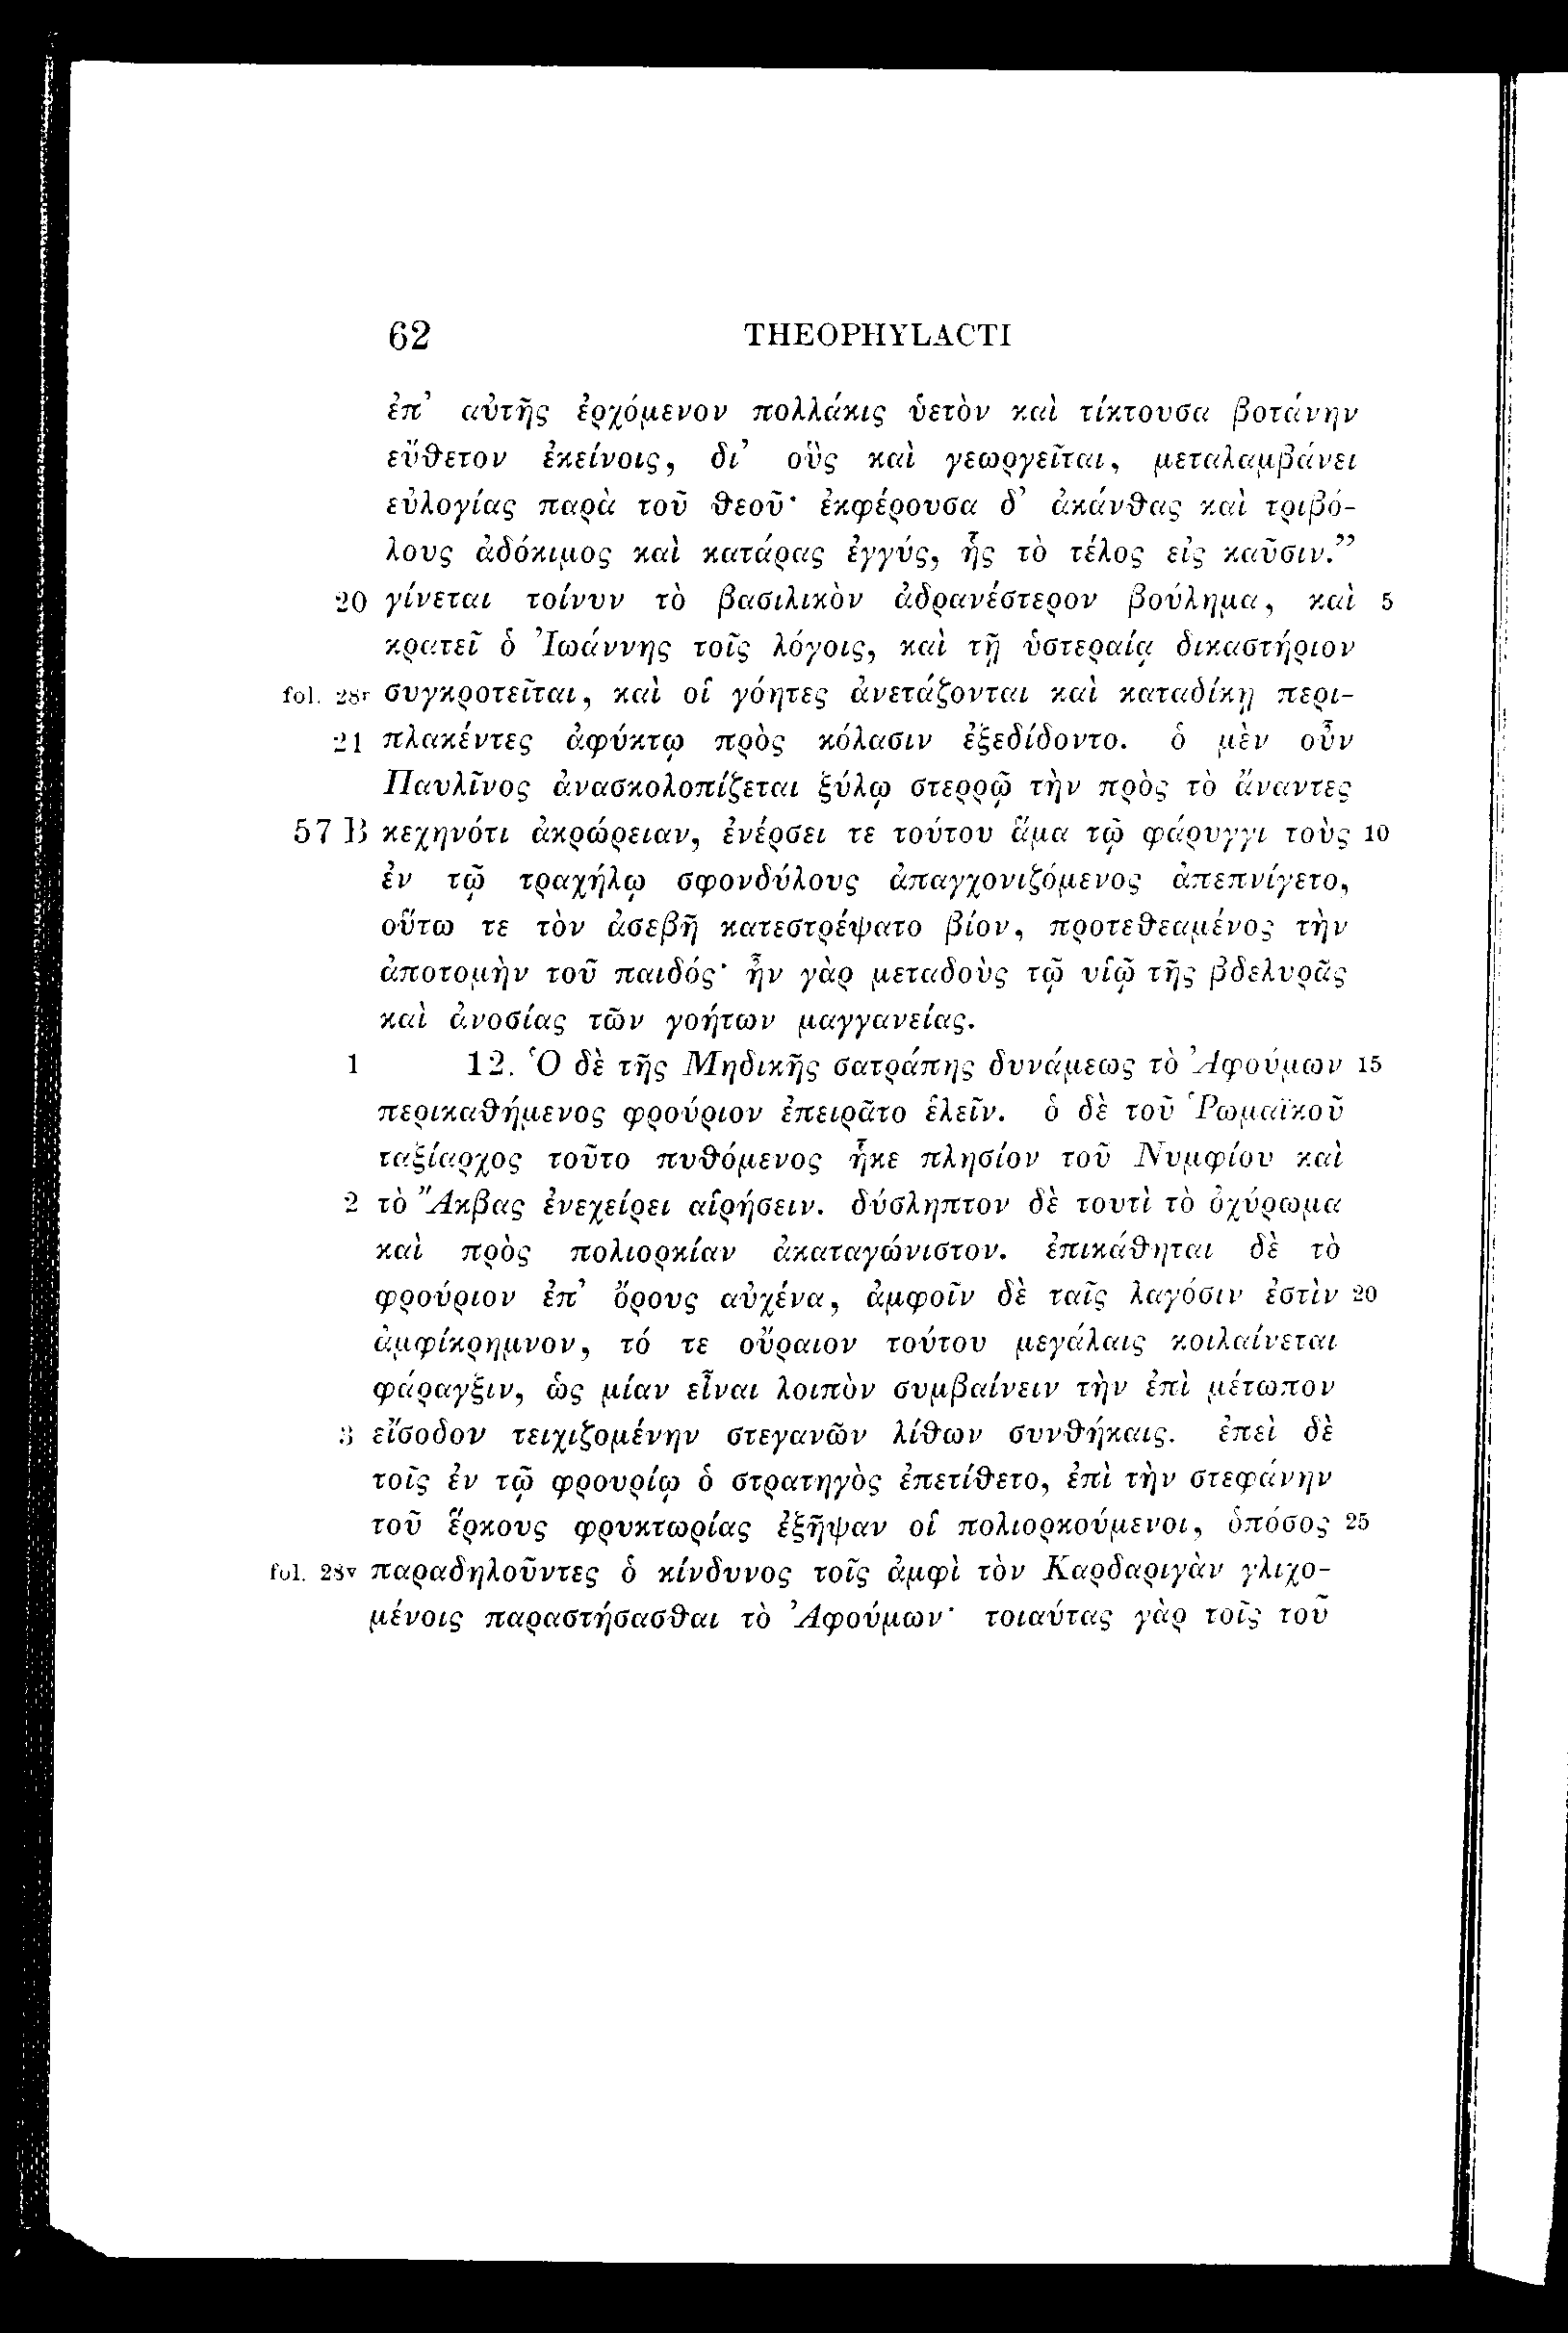 62 THEOPHYLACTI
ἐπ’ αὐτῆς ἐρχόμενον πολλάκις ὑετὸν καὶ τίκτουσα βοτάνην
εὔθετον ἐκείνοις, δι’ οὓς καὶ γεωργεῖται, μεταλαμβάνει
εὐλογίας παρὰ τοῦ θεοῦ· ἐκφέρουσα δ’ ἀκάνθας καὶ τριβό-
λους ἀδόκιμος καὶ κατάρας ἐγγύς, ἧς τὸ τέλος εἰς καῦσιν.”
20 γίνεται τοίνυν τὸ βασιλικὸν ἀδρανέστερον βούλημα, καὶ 5
κρατεῖ ὁ Ἰωάννης τοῖς λόγοις, καὶ τῇ ὑστεραίᾳ δικαστήριον
fol. 28r συγκροτεῖται, καὶ οἱ γόητες ἀνετάζονται καὶ καταδίκῃ περι-
21 πλακέντες ἀφύκτῳ πρὸς κόλασιν ἐξεδίδοντο. ὁ μὲν οὖν
Παυλῖνος ἀνασκολοπίζεται ξύλῳ στερρῷ τὴν πρὸς τὸ ἄναντες
57 B κεχηνότι ἀκρώρειαν, ἐνέρσει τε τούτου ἅμα τῷ φάρυγγι τοὺς 10
ἐν τῷ τραχήλῳ σφονδύλους ἀπαγχονιζόμενος ἀπεπνίγετο,
οὕτω τε τὸν ἀσεβῆ κατεστρέψατο βίον, προτεθεαμένος τὴν
ἀποτομὴν τοῦ παιδός· ἦν γὰρ μεταδοὺς τῷ υἱῷ τῆς βδελυρᾶς
καὶ ἀνοσίας τῶν γοήτων μαγγανείας.
1 12. Ὁ δὲ τῆς Μηδικῆς σατράπης δυνάμεως τὸ Ἀφούμων 15
περικαθήμενος φρούριον ἐπειρᾶτο ἑλεῖν. ὁ δὲ τοῦ Ῥωμαϊκοῦ
ταξίαρχος τοῦτο πυθόμενος ἧκε πλησίον τοῦ Νυμφίου καὶ
2 τὸ Ἄκβας ἐνεχείρει αἱρήσειν. δύσληπτον δὲ τουτὶ τὸ ὀχύρωμα
καὶ πρὸς πολιορκίαν ἀκαταγώνιστον. ἐπικάθηται δὲ τὸ
φρούριον ἐπ’ ὄρους αὐχένα, ἀμφοῖν δὲ ταῖς λαγόσιν ἐστὶν 20
ἀμφίκρημνον, τό τε οὔραιον τούτου μεγάλαις κοιλαίνεται
φάραγξιν, ὡς μίαν εἶναι λοιπὸν συμβαίνειν τὴν ἐπὶ μέτωπον
3 εἴσοδον τειχιζομένην στεγανῶν λίθων συνθήκαις. ἐπεὶ δὲ
τοῖς ἐν τῷ φρουρίῳ ὁ στρατηγὸς ἐπετίθετο, ἐπὶ τὴν στεφάνην
τοῦ ἕρκους φρυκτωρίας ἐξῆψαν οἱ πολιορκούμενοι, ὁπόσος 25
fol. 28v παραδηλοῦντες ὁ κίνδυνος τοῖς ἀμφὶ τὸν Καρδαριγὰν γλιχο-
μένοις παραστήσασθαι τὸ Ἀφούμων· τοιαύτας γὰρ τοῖς τοῦ